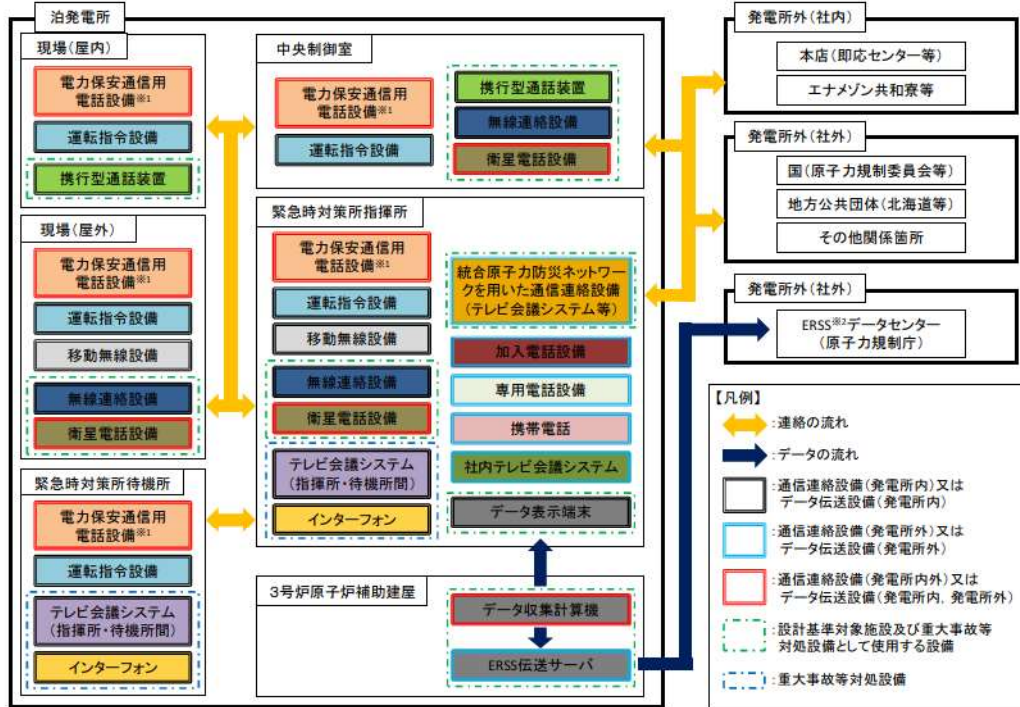 泊発電所
現場(屋内)
電力保安通信用
電話設備※1
運転指令設備
携行型通話装置
現場(屋外)
電力保安通信用
電話設備※1
運転指令設備
移動無線設備
無線連絡設備
衛星電話設備
緊急時対策所待機所
電力保安通信用
電話設備※1
運転指令設備
テレビ会議システム
(指揮所・待機所間)
インターフォン
中央制御室
電力保安通信用
電話設備※1
運転指令設備
携行型通話装置
無線連絡設備
衛星電話設備
緊急時対策所指揮所
電力保安通信用
電話設備※1
運転指令設備
移動無線設備
無線連絡設備
衛星電話設備
テレビ会議システム
(指揮所・待機所間)
インターフォン
統合原子力防災ネットワー
クを用いた通信連絡設備
(テレビ会議システム等)
加入電話設備
専用電話設備
携帯電話
社内テレビ会議システム
データ表示端末
3号炉原子炉補助建屋
データ収集計算機
ERSS伝送サーバ
発電所外(社内)
本店(即応センター等)
エナメゾン共和寮等
発電所外(社外)
国(原子力規制委員会等)
地方公共団体(北海道等)
その他関係箇所
発電所外(社外)
ERSS※2データセンター
(原子力規制庁)
【凡例】
:連絡の流れ
:データの流れ
:通信連絡設備(発電所内)又は
データ伝送設備(発電所内)
:通信連絡設備(発電所外)又は
データ伝送設備(発電所外)
:通信連絡設備(発電所内外)又は
データ伝送設備(発電所内、発電所外)
:設計基準対象施設及び重大事故等
対処設備として使用する設備
:重大事故等対処設備